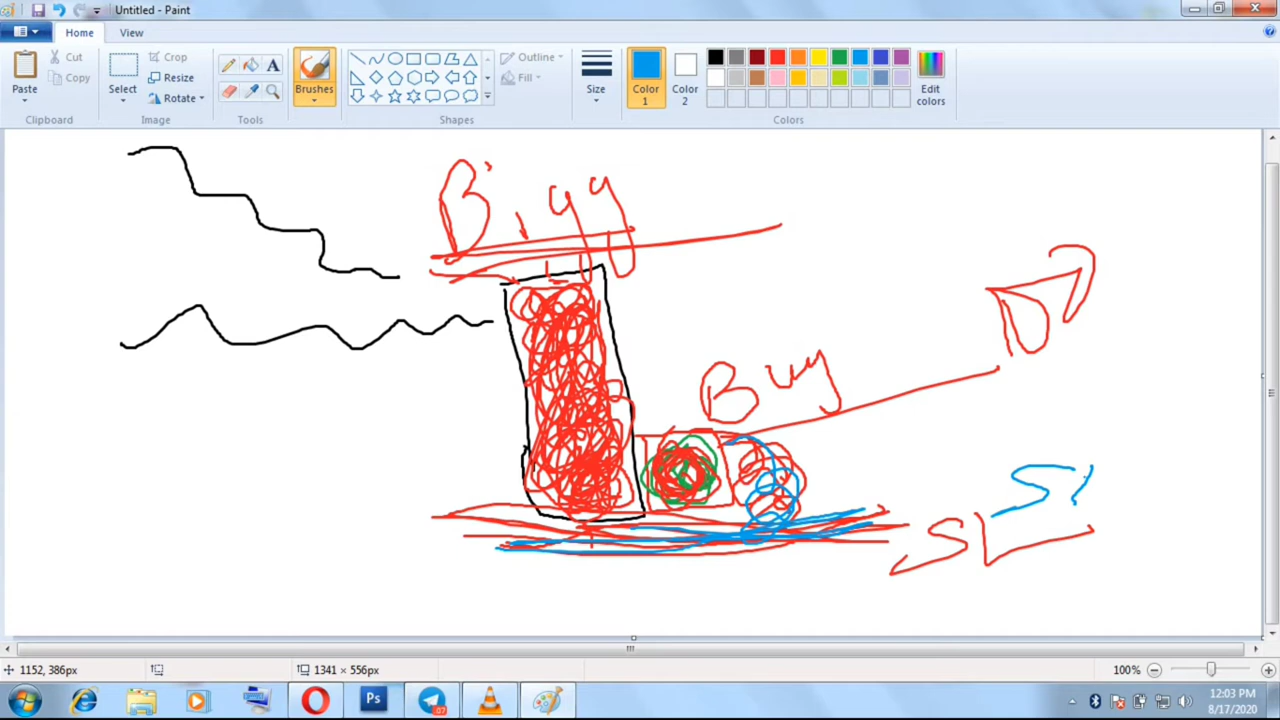 Untitled - Paint
Home View
Paste
Cut
Copy
Clipboard
Select
Crop
Resize
Rotate
Image
Tools
Brushes
Shapes
Outline
Fill
Size
Color 1
Color 2
Edit colors
Colors
Buy
SL
1152, 386px
1341 × 556px
100%
Ps
07
12:03 PM
8/17/2020